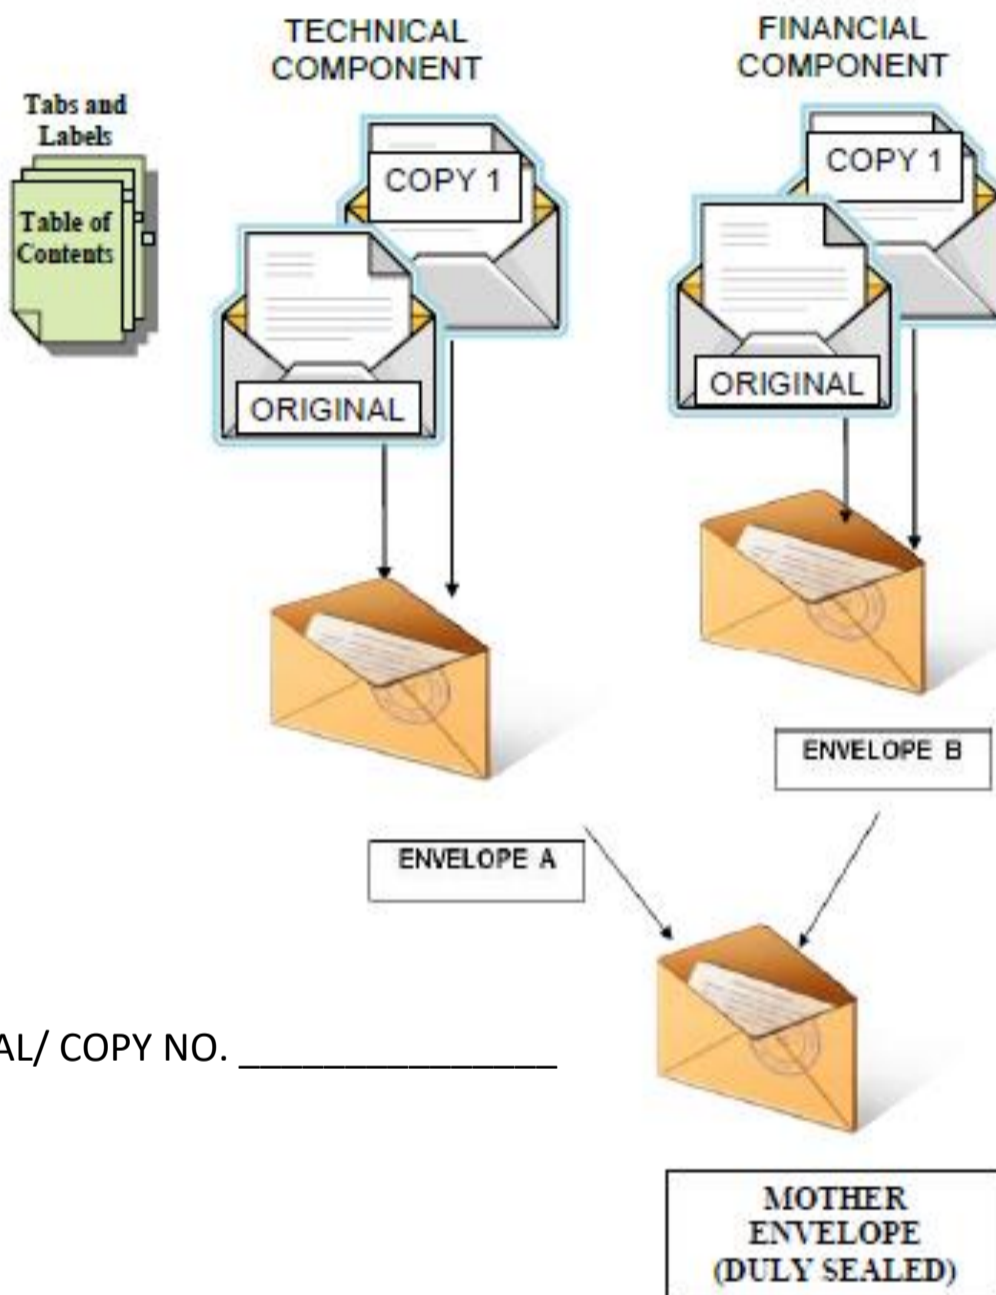 TECHNICAL
COMPONENT
FINANCIAL
COMPONENT
Tabs and
Labels
Table of
Contents
COPY 1
ORIGINAL
COPY 1
ORIGINAL
ENVELOPE B
ENVELOPE A
AL/ COPY NO. _______________
MOTHER
ENVELOPE
(DULY SEALED)